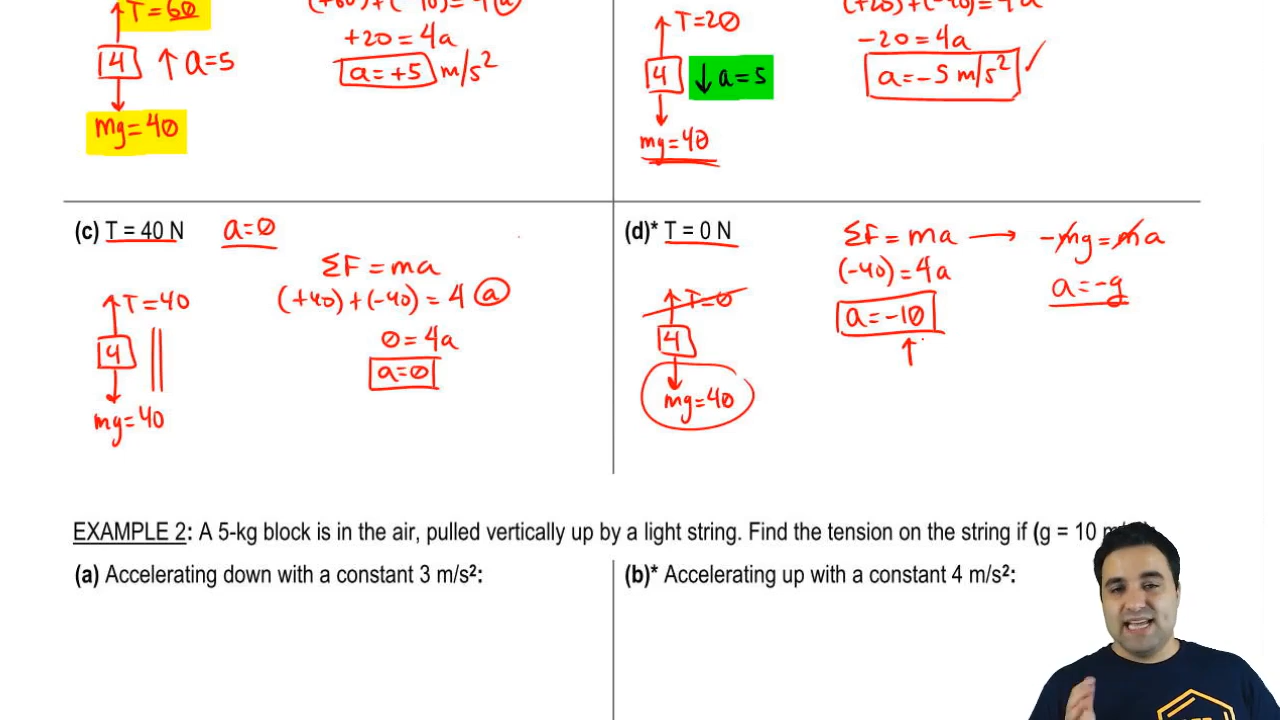 T = 60
4
↑ a=5
mg=40
+20 = 4a
a=+5 m/s²
T=20
4
↓ a=5
mg=40
-20 = 4a
a=-5 m/s² ✓
(c) T = 40 N a=0
ΣF = ma
(+40)+(-40) = 4 a
0 = 4a
a=0
T=40
4
mg=40
(d)* T = 0 N
ΣF = ma → -mg = ma
(-40) = 4a
a=-g
a=-10
T=0
4
mg=40
EXAMPLE 2: A 5-kg block is in the air, pulled vertically up by a light string. Find the tension on the string if (g = 10
(a) Accelerating down with a constant 3 m/s²:
(b)* Accelerating up with a constant 4 m/s²: